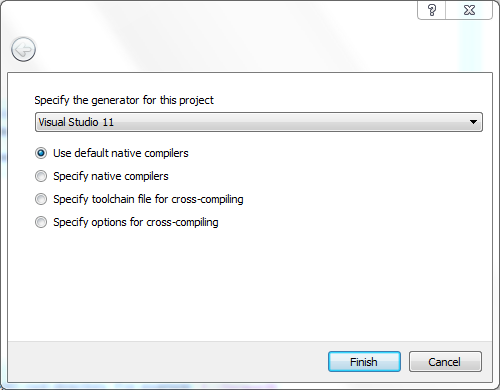 Specify the generator for this project
Visual Studio 11
Use default native compilers
Specify native compilers
Specify toolchain file for cross-compiling
Specify options for cross-compiling
Finish
Cancel